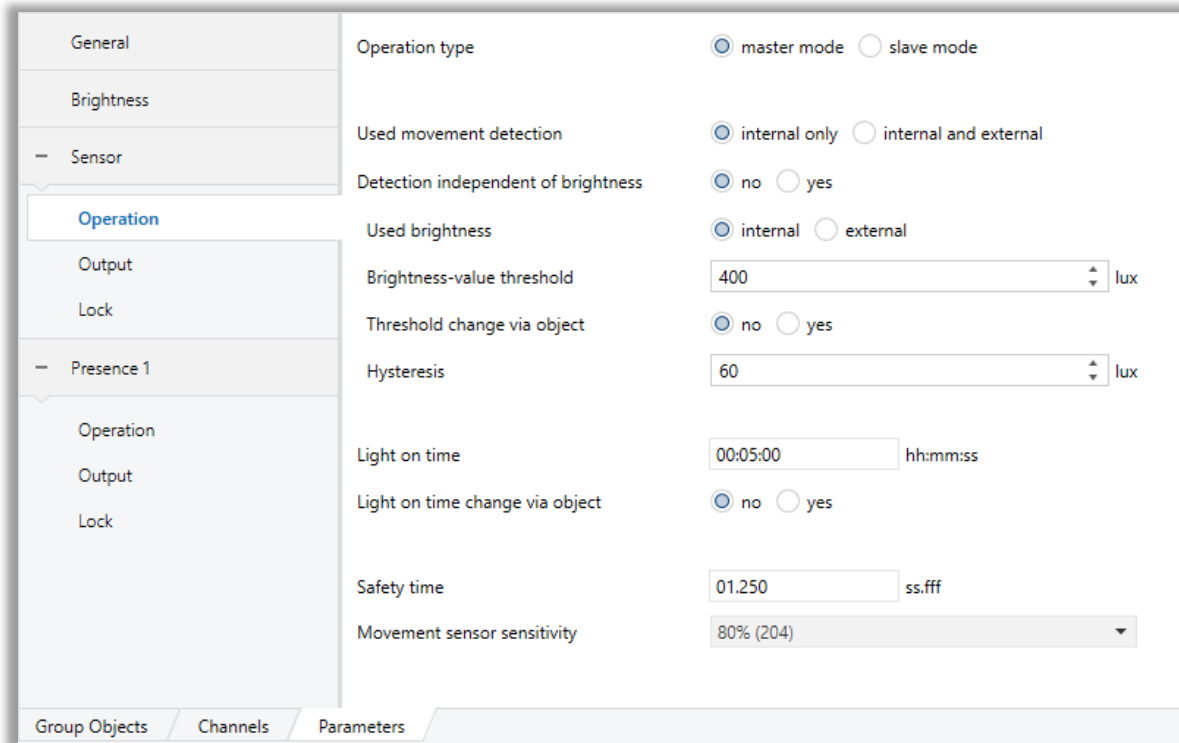 General
Brightness
Sensor
Operation
Output
Lock
Presence 1
Operation
Output
Lock
Operation type master mode slave mode
Used movement detection internal only internal and external
Detection independent of brightness no yes
Used brightness internal external
Brightness-value threshold 400 lux
Threshold change via object no yes
Hysteresis 60 lux
Light on time 00:05:00 hh:mm:ss
Light on time change via object no yes
Safety time 01.250 ss.fff
Movement sensor sensitivity 80% (204)
Group Objects Channels Parameters